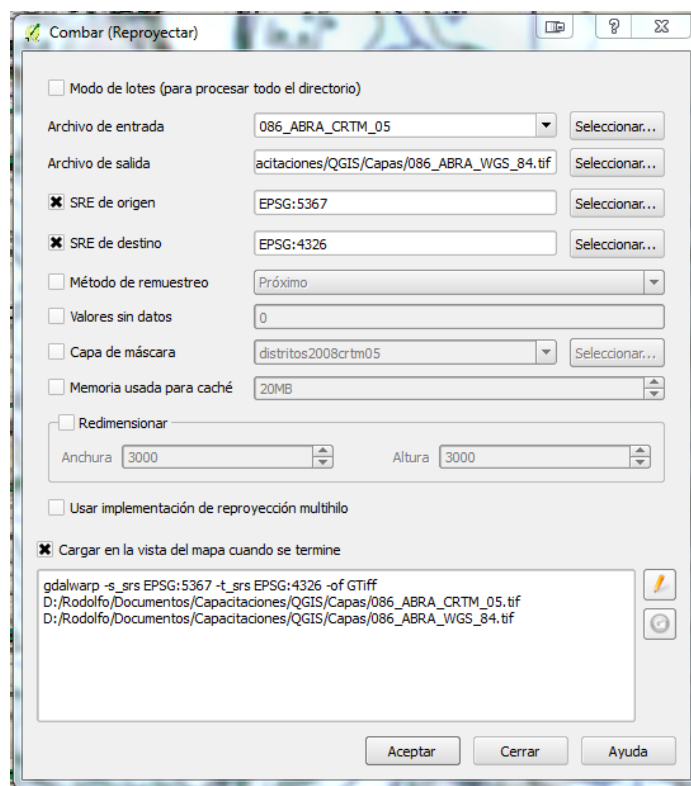 Combar (Reproyectar)
Modo de lotes (para procesar todo el directorio)
Archivo de entrada 086_ABRA_CRTM_05 Seleccionar...
Archivo de salida acitaciones/QGIS/Capas/086_ABRA_WGS_84.tif Seleccionar...
SRE de origen EPSG:5367 Seleccionar...
SRE de destino EPSG:4326 Seleccionar...
Método de remuestreo Próximo
Valores sin datos 0
Capa de máscara distritos2008crtm05 Seleccionar...
Memoria usada para caché 20MB
Redimensionar
Anchura 3000 Altura 3000
Usar implementación de reproyección multihilo
Cargar en la vista del mapa cuando se termine
gdalwarp -s_srs EPSG:5367 -t_srs EPSG:4326 -of GTiff
D:/Rodolfo/Documentos/Capacitaciones/QGIS/Capas/086_ABRA_CRTM_05.tif
D:/Rodolfo/Documentos/Capacitaciones/QGIS/Capas/086_ABRA_WGS_84.tif
Aceptar Cerrar Ayuda